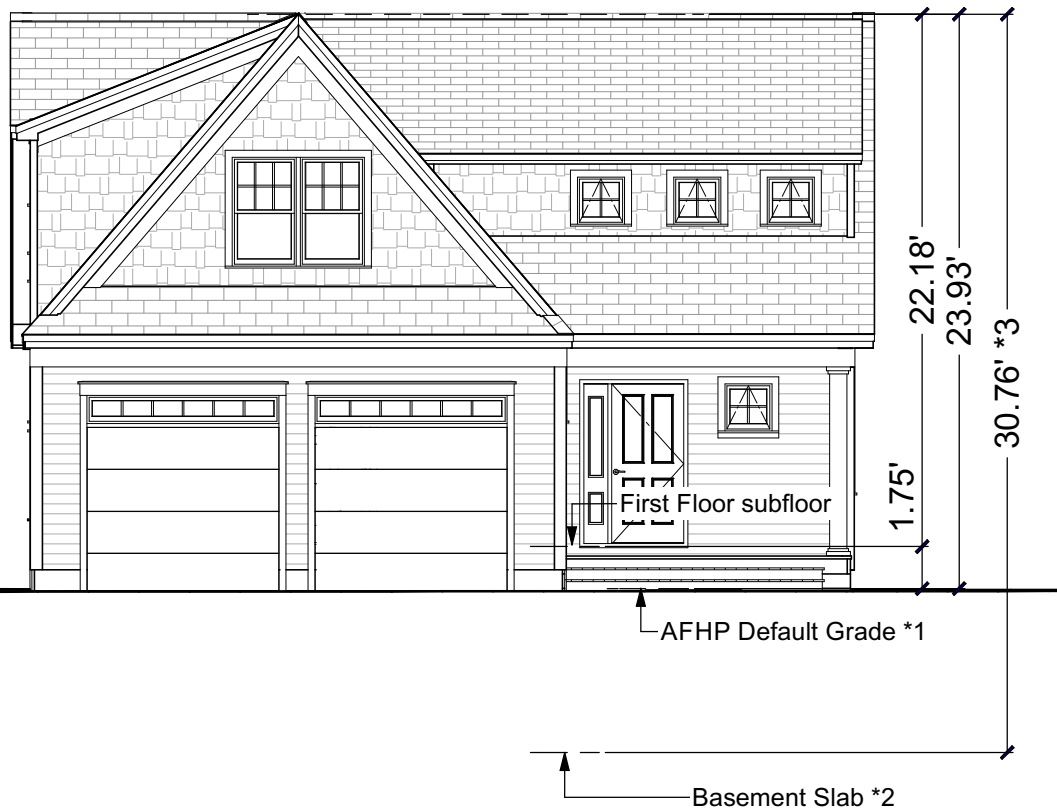 22.18'
23.93'
30.76' *3
1.75'
First Floor subfloor
AFHP Default Grade *1
Basement Slab *2